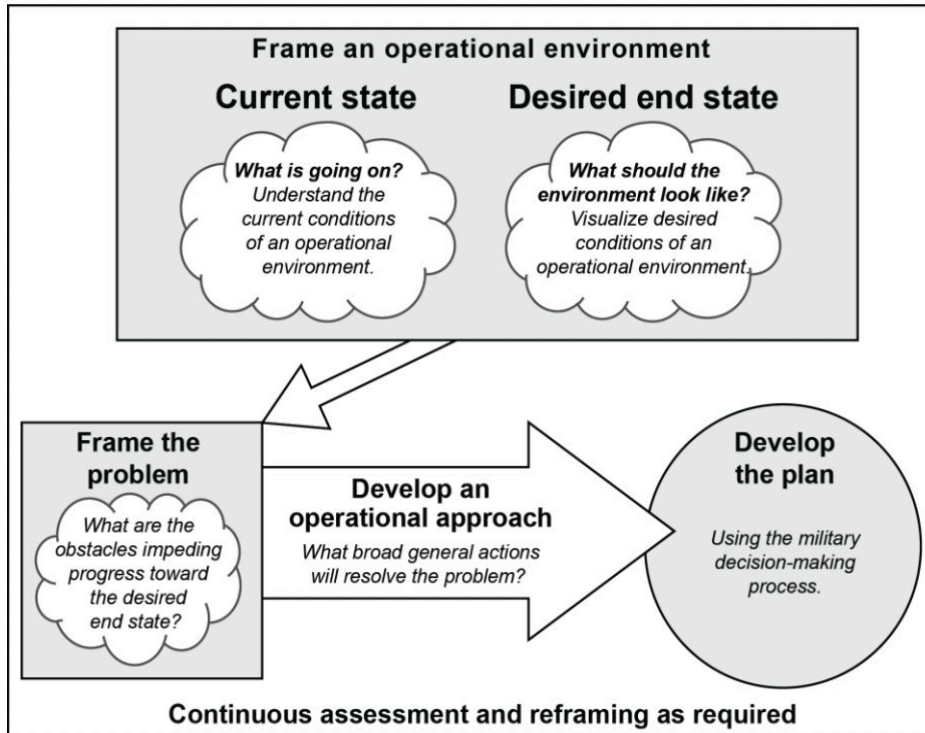 Frame an operational environment
Current state
Desired end state
What is going on?
Understand the
current conditions
of an operational
environment.
What should the
environment look like?
Visualize desired
conditions of an
operational environment.
Frame the
problem
What are the
obstacles impeding
progress toward
the desired
end state?
Develop an
operational approach
What broad general actions
will resolve the problem?
Develop
the plan
Using the military
decision-making
process.
Continuous assessment and reframing as required